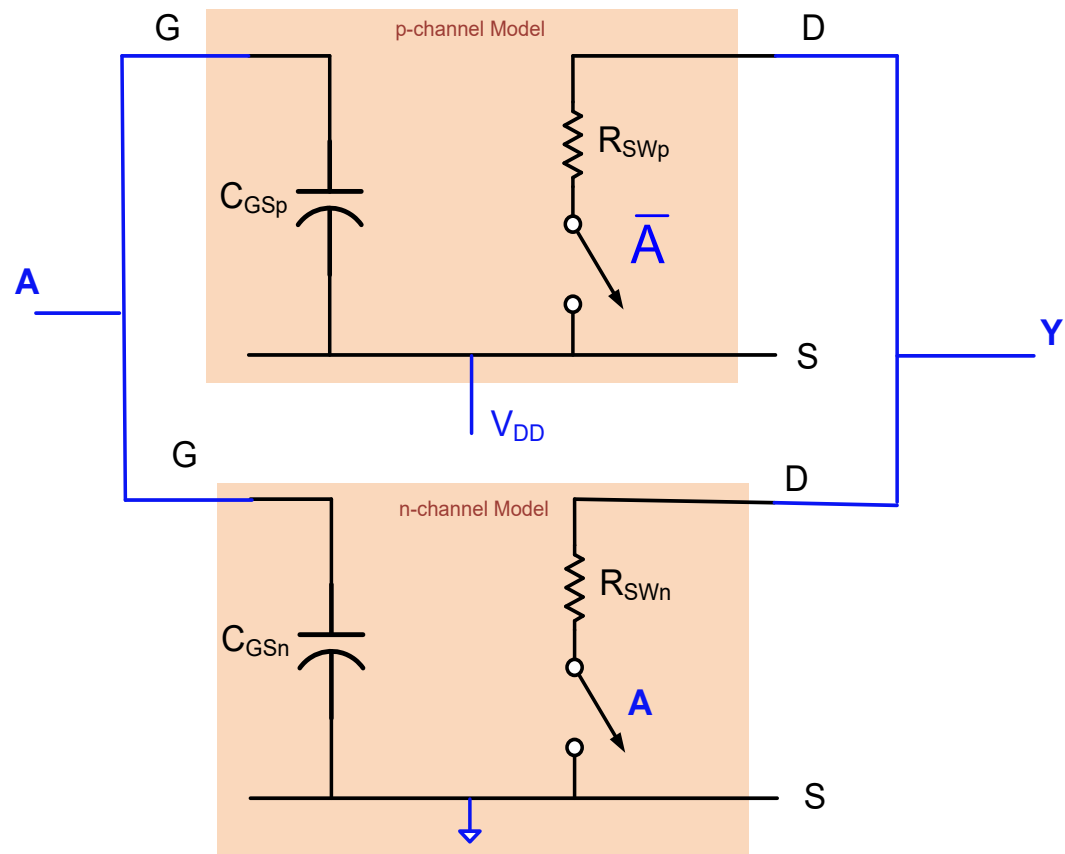 G
p-channel Model
D
R_SWp
C_GSp
A̅
A
Y
S
V_DD
G
D
n-channel Model
R_SWn
C_GSn
A
S